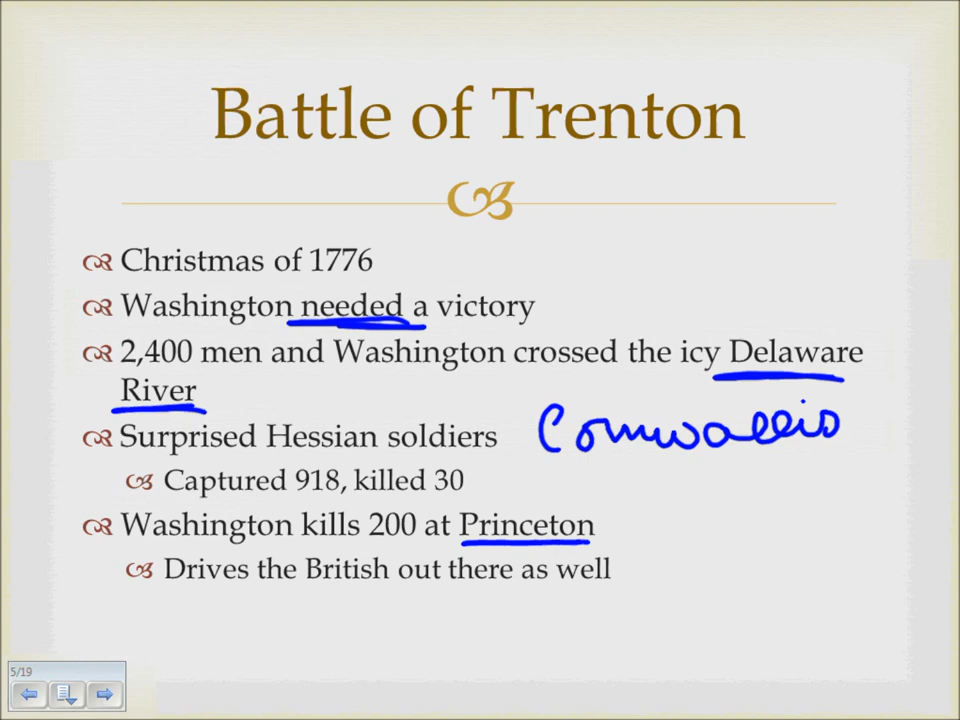 Battle of Trenton
Christmas of 1776
Washington needed a victory
2,400 men and Washington crossed the icy Delaware
River
Surprised Hessian soldiers
Cornwallis
Captured 918, killed 30
Washington kills 200 at Princeton
Drives the British out there as well
5/19